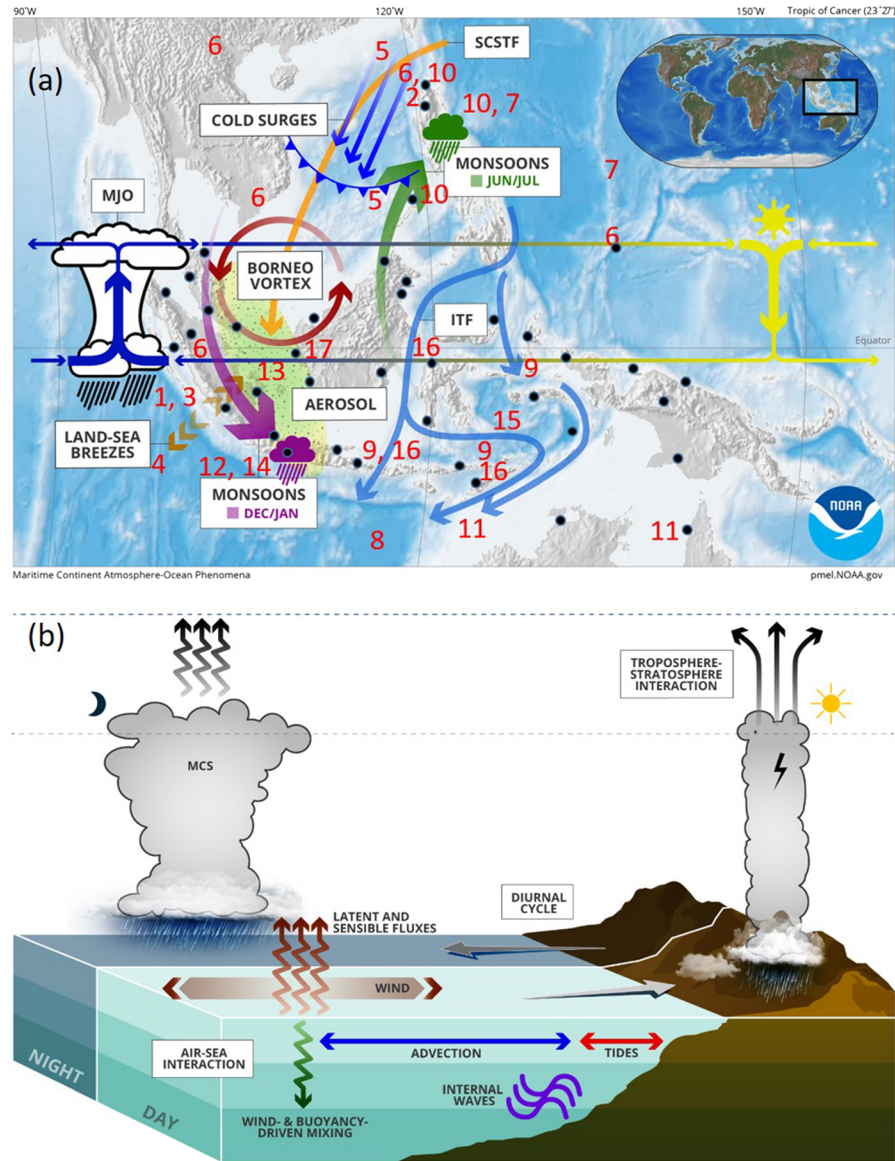 90°W
120°W
150°W
Tropic of Cancer (23°27')
(a)
6
5
SCSTF
6, 10
2
10, 7
COLD SURGES
MONSOONS
JUN/JUL
7
MJO
6
5
10
6
BORNEO
VORTEX
ITF
Equator
6
17
16
13
9
1, 3
AEROSOL
15
LAND-SEA
BREEZES
4
12, 14
9, 16
9
16
MONSOONS
DEC/JAN
11
11
8
NOAA
Maritime Continent Atmosphere-Ocean Phenomena
pmel.NOAA.gov
(b)
TROPOSPHERE-
STRATOSPHERE
INTERACTION
MCS
LATENT AND
SENSIBLE FLUXES
DIURNAL
CYCLE
WIND
AIR-SEA
INTERACTION
ADVECTION
TIDES
NIGHT
INTERNAL
WAVES
DAY
WIND- & BUOYANCY-
DRIVEN MIXING